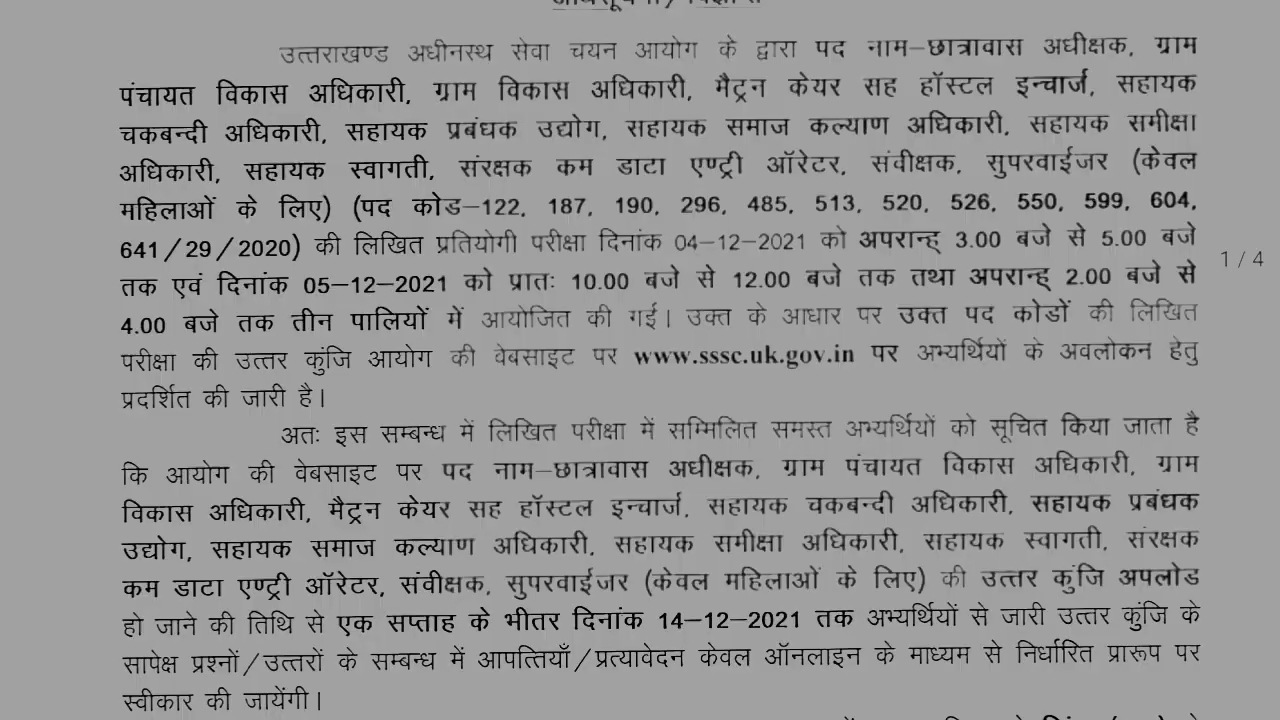 उत्तराखण्ड अधीनस्थ सेवा चयन आयोग के द्वारा पद नाम–छात्रावास अधीक्षक, ग्राम
पंचायत विकास अधिकारी, ग्राम विकास अधिकारी, मैट्रन केयर सह हॉस्टल इन्चार्ज, सहायक
चकबन्दी अधिकारी, सहायक प्रबंधक उद्योग, सहायक समाज कल्याण अधिकारी, सहायक समीक्षा
अधिकारी, सहायक स्वागती, संरक्षक कम डाटा एण्ट्री ऑरेटर, संवीक्षक, सुपरवाईजर (केवल
महिलाओं के लिए) (पद कोड–122, 187, 190, 296, 485, 513, 520, 526, 550, 599, 604,
641/29/2020) की लिखित प्रतियोगी परीक्षा दिनांक 04–12–2021 को अपरान्ह् 3.00 बजे से 5.00 बजे
1 / 4
तक एवं दिनांक 05–12–2021 को प्रातः 10.00 बजे से 12.00 बजे तक तथा अपरान्ह् 2.00 बजे से
4.00 बजे तक तीन पालियों में आयोजित की गई। उक्त के आधार पर उक्त पद कोडों की लिखित
परीक्षा की उत्तर कुंजि आयोग की वेबसाइट पर www.sssc.uk.gov.in पर अभ्यर्थियों के अवलोकन हेतु
प्रदर्शित की जारी है।
अतः इस सम्बन्ध में लिखित परीक्षा में सम्मिलित समस्त अभ्यर्थियों को सूचित किया जाता है
कि आयोग की वेबसाइट पर पद नाम–छात्रावास अधीक्षक, ग्राम पंचायत विकास अधिकारी, ग्राम
विकास अधिकारी, मैट्रन केयर सह हॉस्टल इन्चार्ज, सहायक चकबन्दी अधिकारी, सहायक प्रबंधक
उद्योग, सहायक समाज कल्याण अधिकारी, सहायक समीक्षा अधिकारी, सहायक स्वागती, संरक्षक
कम डाटा एण्ट्री ऑरेटर, संवीक्षक, सुपरवाईजर (केवल महिलाओं के लिए) की उत्तर कुंजि अपलोड
हो जाने की तिथि से एक सप्ताह के भीतर दिनांक 14–12–2021 तक अभ्यर्थियों से जारी उत्तर कुंजि के
सापेक्ष प्रश्नों/उत्तरों के सम्बन्ध में आपत्तियाँ/प्रत्यावेदन केवल ऑनलाइन के माध्यम से निर्धारित प्रारूप पर
स्वीकार की जायेंगी।